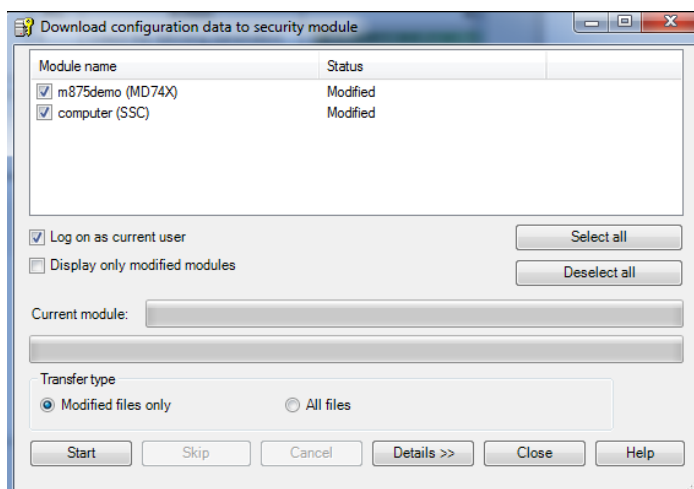 Download configuration data to security module
Module name Status
m875demo (MD74X) Modified
computer (SSC) Modified
Log on as current user Select all
Display only modified modules Deselect all
Current module:
Transfer type
Modified files only All files
Start Skip Cancel Details >> Close Help